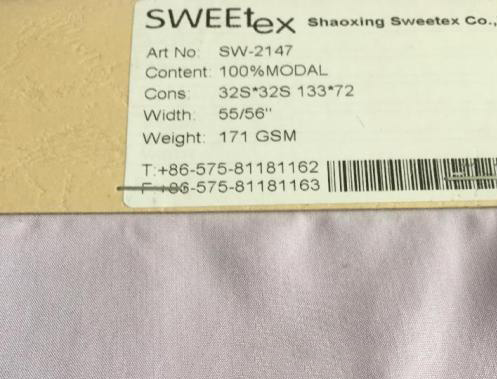 SWEEtex Shaoxing Sweetex Co.,
Art No: SW-2147
Content: 100%MODAL
Cons: 32S*32S 133*72
Width: 55/56"
Weight: 171 GSM
T:+86-575-81181162
F:+86-575-81181163